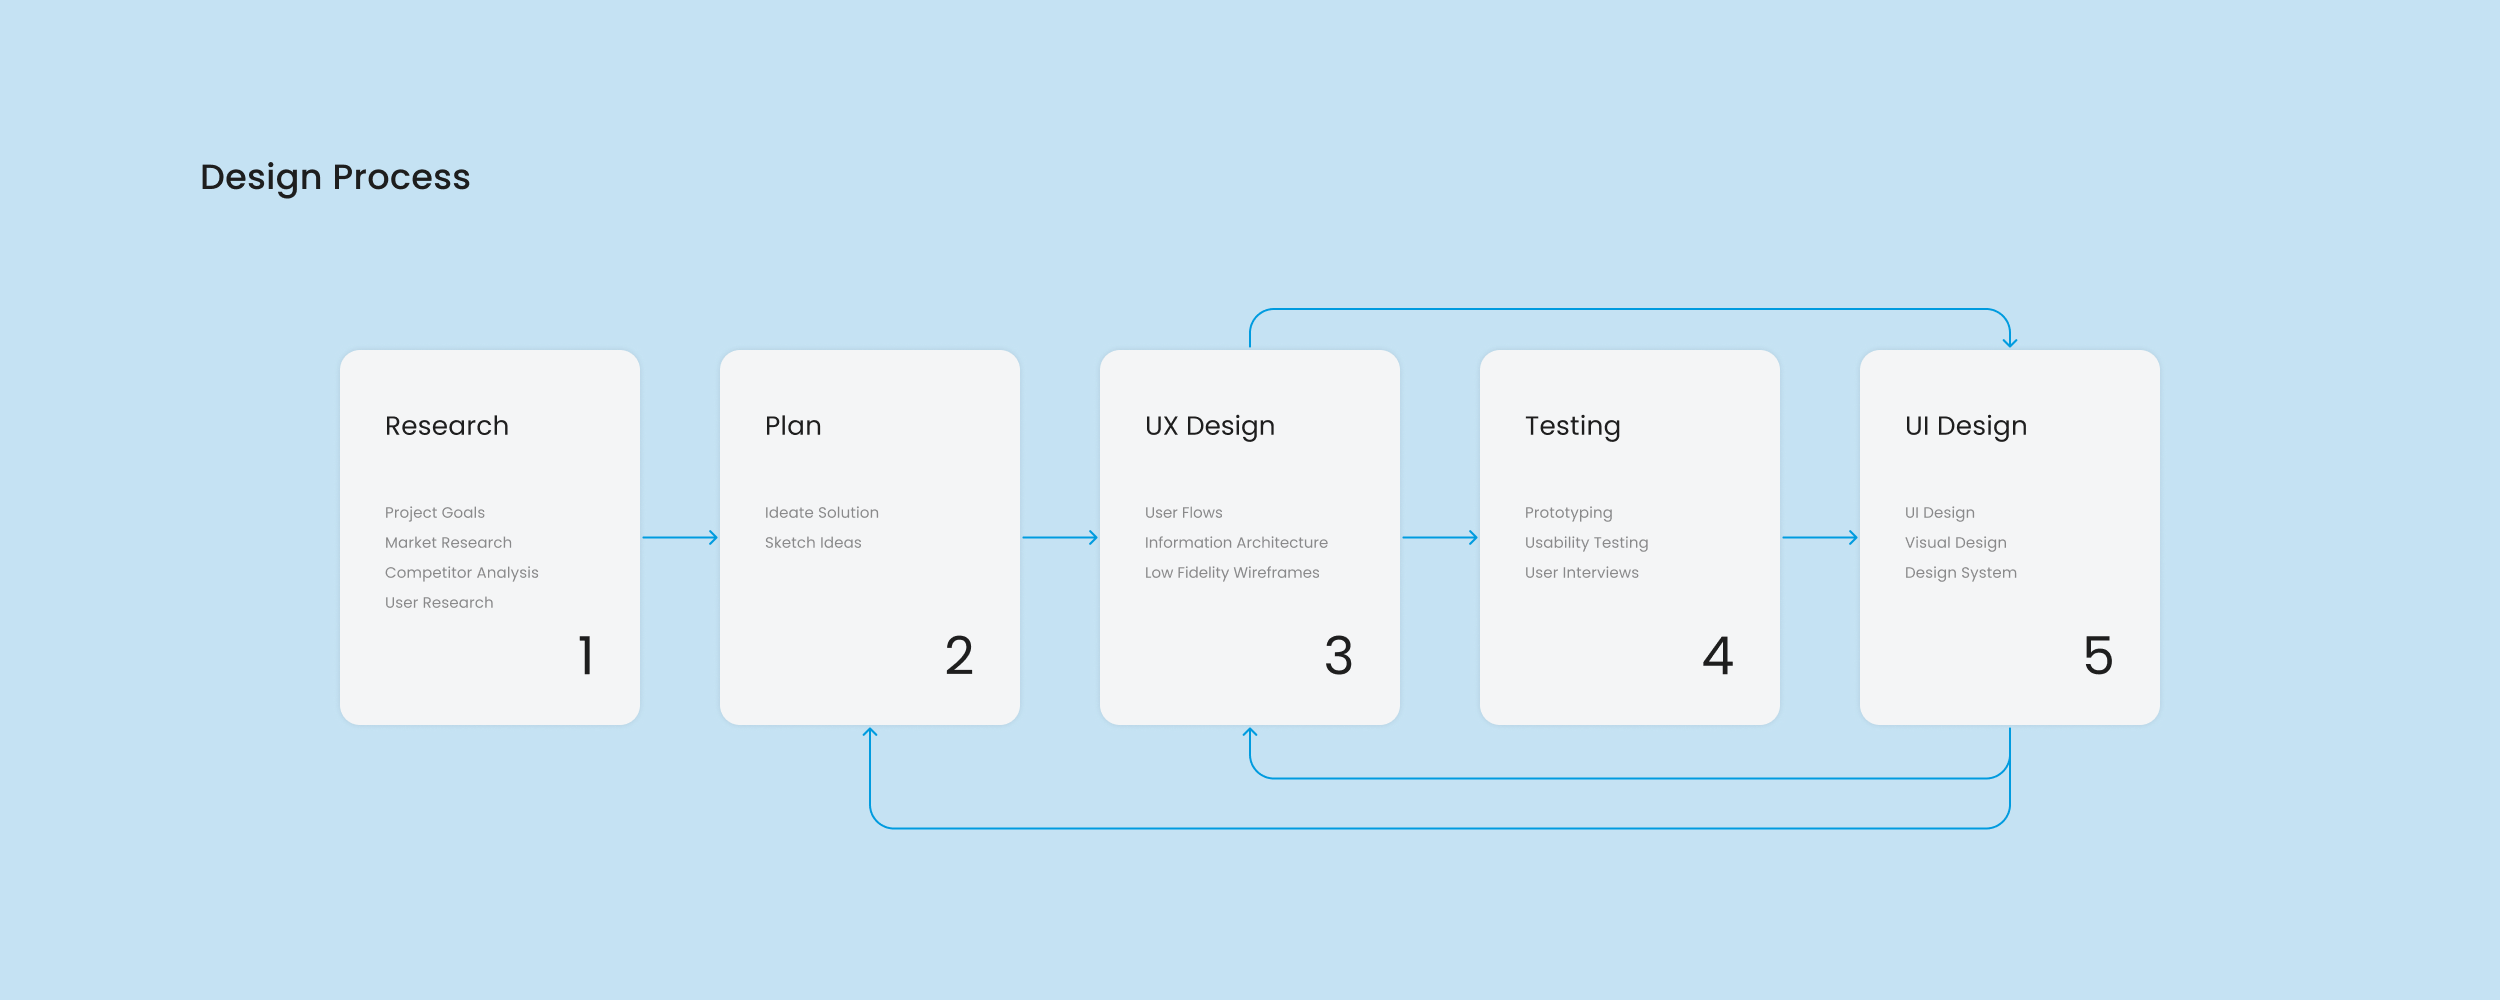 Design Process
Research
Project Goals
Market Research
Competitor Analysis
User Research
1
Plan
Ideate Solution
Sketch Ideas
2
UX Design
User Flows
Information Architecture
Low Fidelity Wireframes
3
Testing
Prototyping
Usability Testing
User Interviews
4
UI Design
UI Design
Visual Design
Design System
5